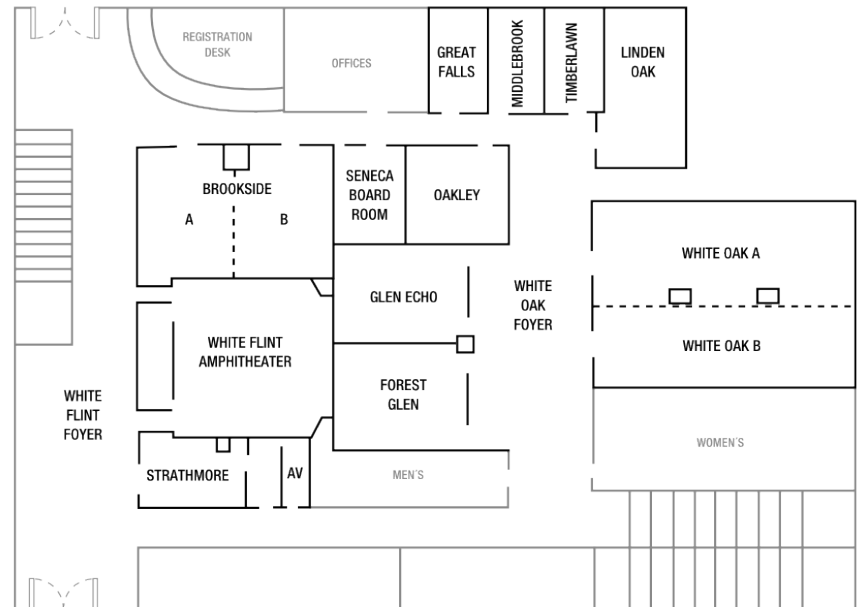 REGISTRATION
DESK
OFFICES
GREAT
FALLS
MIDDLEBROOK
TIMBERLAWN
LINDEN
OAK
BROOKSIDE
A
B
SENECA
BOARD
ROOM
OAKLEY
WHITE OAK A
GLEN ECHO
WHITE
OAK
FOYER
WHITE FLINT
AMPHITHEATER
WHITE OAK B
WHITE
FLINT
FOYER
FOREST
GLEN
WOMEN'S
STRATHMORE
AV
MEN'S